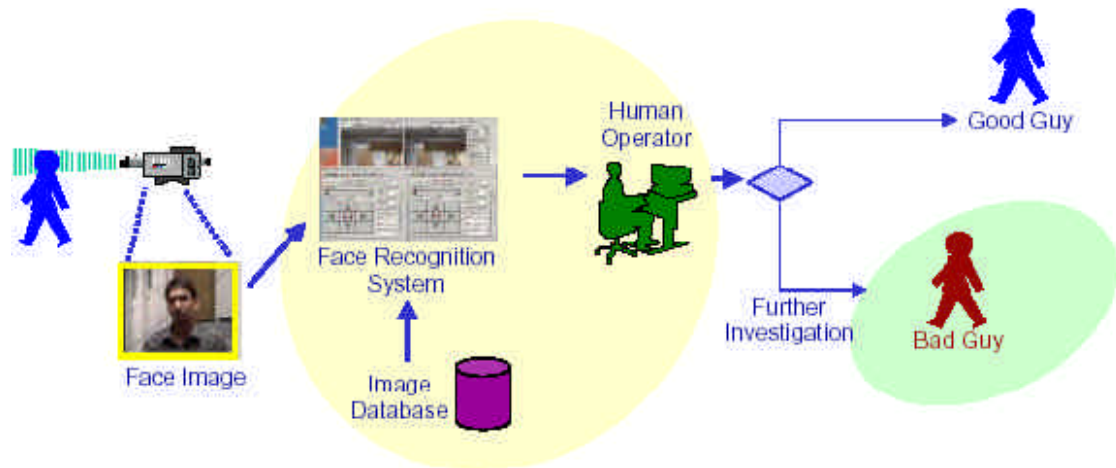 Human
Operator
Good Guy
Face Recognition
System
Further
Investigation
Bad Guy
Face Image
Image
Database